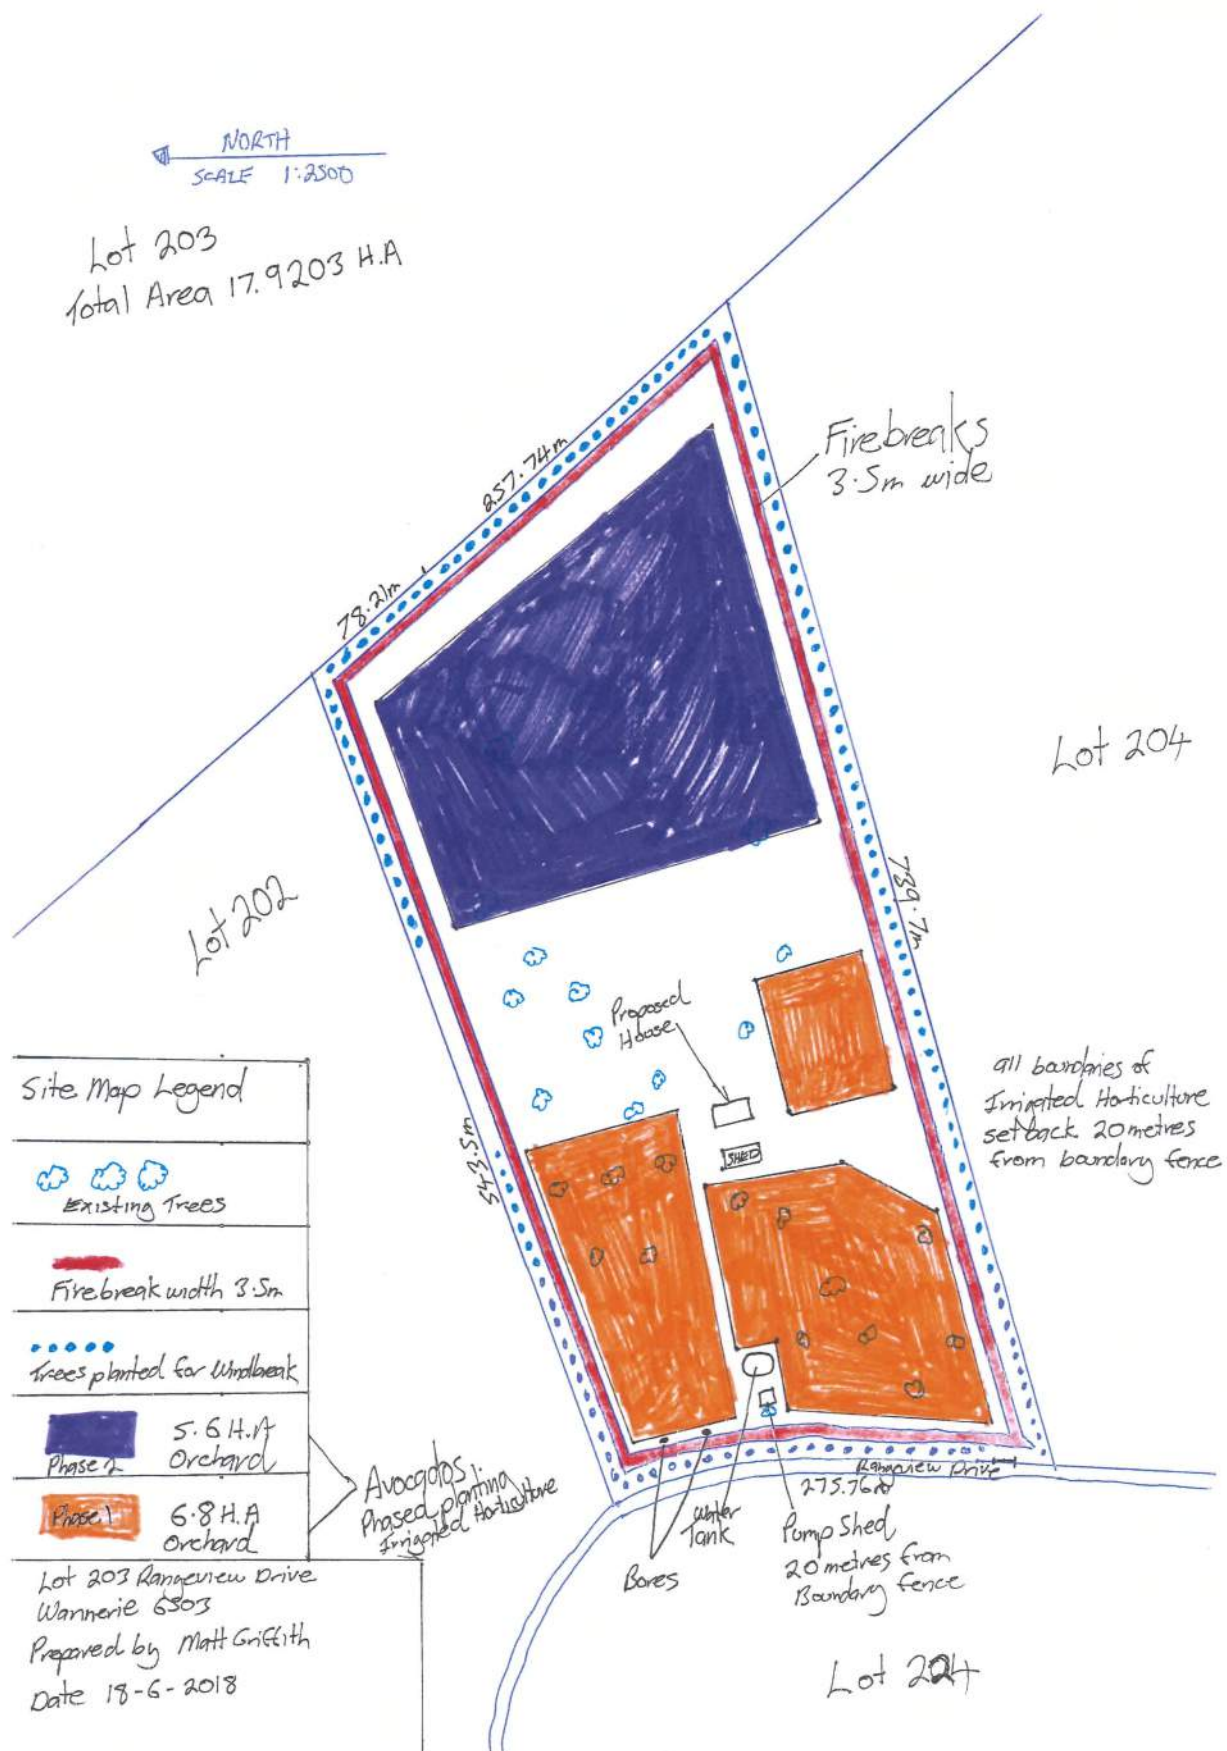 NORTH
SCALE 1:2500
Lot 203
Total Area 17.9203 H.A
257.74m
78.21m
Firebreaks
3.5m wide
Lot 204
Lot 202
789.7m
Proposed
House
SHED
543.5m
all boundries of
Irrigated Horticulture
setback 20 metres
from boundary fence
Site Map Legend
Existing Trees
Firebreak width 3.5m
Trees planted for Windbreak
Phase 2
5.6 H.A
Orchard
Phase 1
6.8 H.A
Orchard
Avocados
Phased planting
Irrigated Horticulture
Rangeview Drive
275.76m
Water
Tank
Bores
Pump Shed
20 metres from
Boundary fence
Lot 203 Rangeview Drive
Wannerie 6503
Prepared by Matt Griffith
Date 18-6-2018
Lot 224